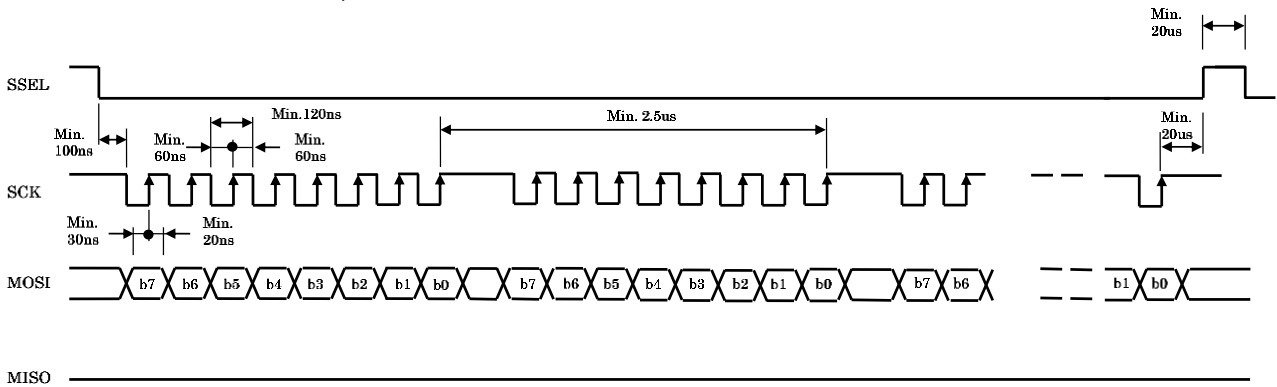 Min.
20us
SSEL
Min.120ns
Min. 2.5us
Min.
100ns
Min.
60ns
Min.
60ns
Min.
20us
SCK
Min.
30ns
Min.
20ns
MOSI
b7 b6 b5 b4 b3 b2 b1 b0 b7 b6 b5 b4 b3 b2 b1 b0 b7 b6 b1 b0
MISO